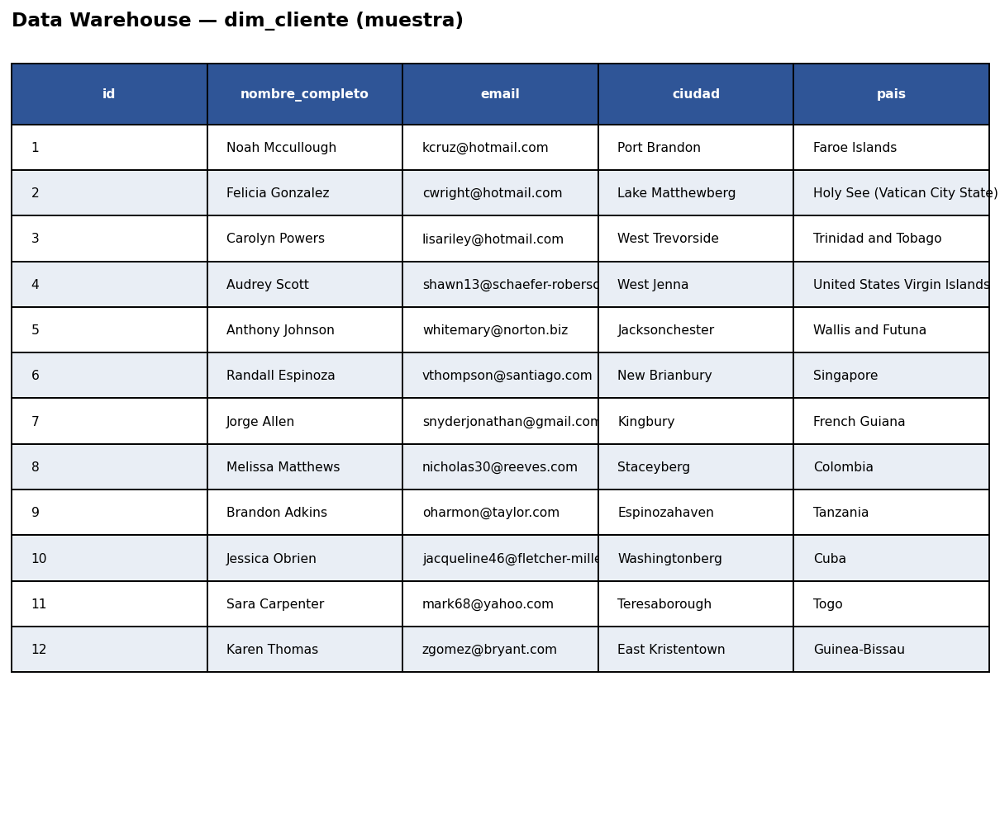 Data Warehouse — dim_cliente (muestra)
id nombre_completo email ciudad pais
1 Noah Mccullough kcruz@hotmail.com Port Brandon Faroe Islands
2 Felicia Gonzalez cwright@hotmail.com Lake Matthewberg Holy See (Vatican City State)
3 Carolyn Powers lisariley@hotmail.com West Trevorside Trinidad and Tobago
4 Audrey Scott shawn13@schaefer-roberso West Jenna United States Virgin Islands
5 Anthony Johnson whitemary@norton.biz Jacksonchester Wallis and Futuna
6 Randall Espinoza vthompson@santiago.com New Brianbury Singapore
7 Jorge Allen snyderjonathan@gmail.com Kingbury French Guiana
8 Melissa Matthews nicholas30@reeves.com Staceyberg Colombia
9 Brandon Adkins oharmon@taylor.com Espinozahaven Tanzania
10 Jessica Obrien jacqueline46@fletcher-mille Washingtonberg Cuba
11 Sara Carpenter mark68@yahoo.com Teresaborough Togo
12 Karen Thomas zgomez@bryant.com East Kristentown Guinea-Bissau